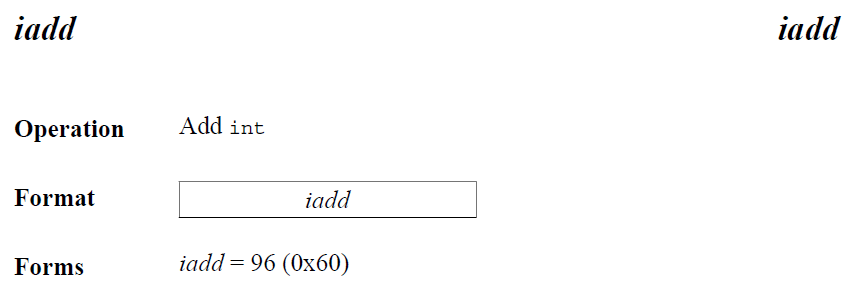 iadd iadd
Operation Add int
Format iadd
Forms iadd = 96 (0x60)